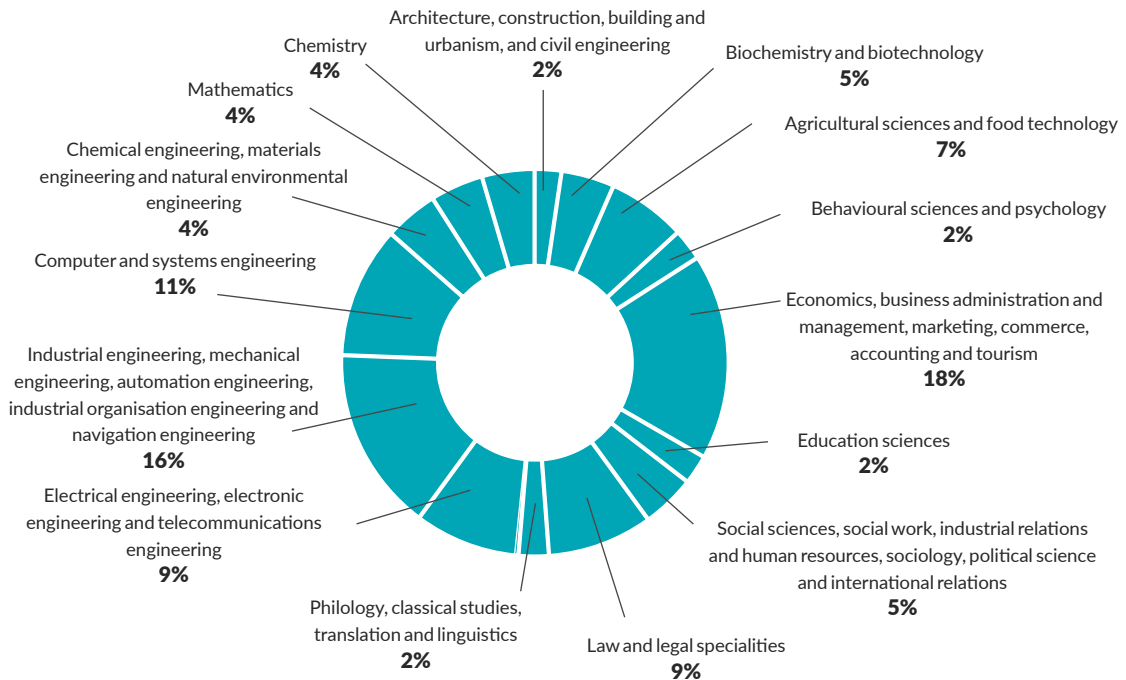 Architecture, construction, building and
urbanism, and civil engineering
2%
Biochemistry and biotechnology
5%
Agricultural sciences and food technology
7%
Behavioural sciences and psychology
2%
Economics, business administration and
management, marketing, commerce,
accounting and tourism
18%
Education sciences
2%
Social sciences, social work, industrial relations
and human resources, sociology, political science
and international relations
5%
Law and legal specialities
9%
Philology, classical studies,
translation and linguistics
2%
Electrical engineering, electronic
engineering and telecommunications
engineering
9%
Industrial engineering, mechanical
engineering, automation engineering,
industrial organisation engineering and
navigation engineering
16%
Computer and systems engineering
11%
Chemical engineering, materials
engineering and natural environmental
engineering
4%
Mathematics
4%
Chemistry
4%